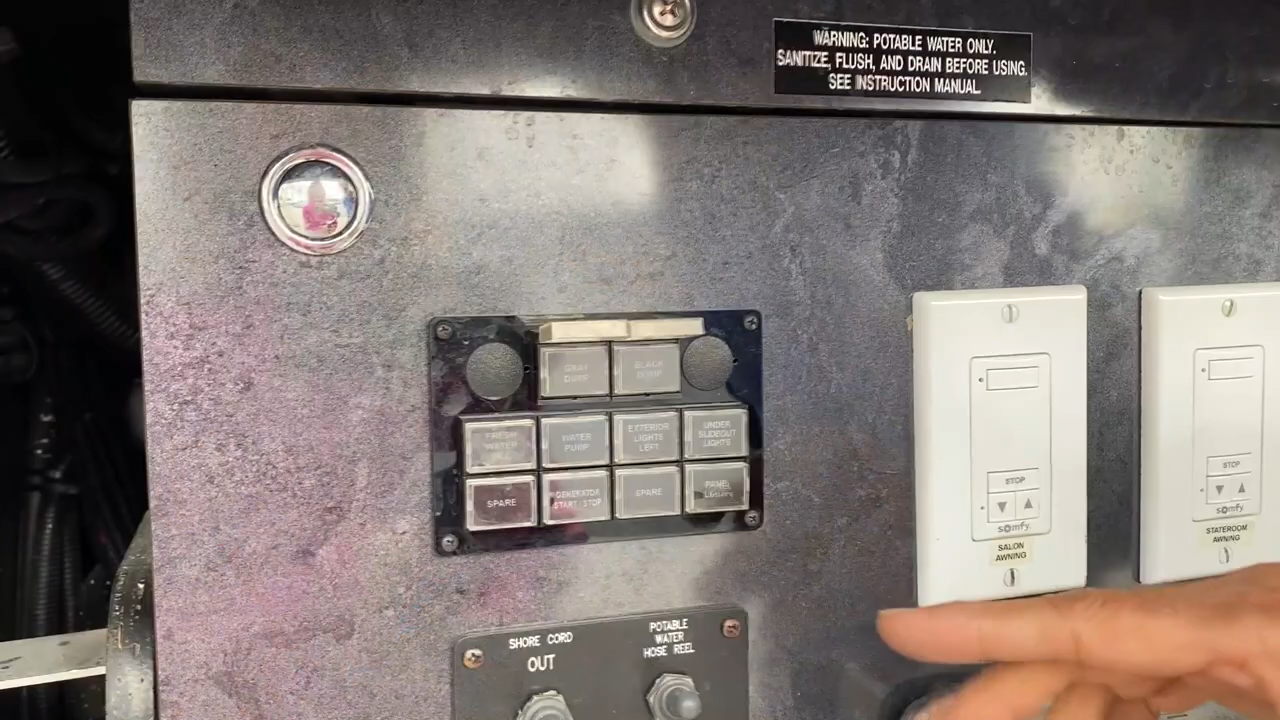 WARNING: POTABLE WATER ONLY.
SANITIZE, FLUSH, AND DRAIN BEFORE USING.
SEE INSTRUCTION MANUAL.
GRAY
DUMP
BLACK
DUMP
FRESH
WATER
FILL
WATER
PUMP
EXTERIOR
LIGHTS
LEFT
UNDER
SLIDEOUT
LIGHTS
SPARE
GENERATOR
START/STOP
SPARE
PANEL
LIGHTS
STOP
somfy
SALON
AWNING
STOP
somfy
STATEROOM
AWNING
SHORE CORD
OUT
POTABLE
WATER
HOSE REEL